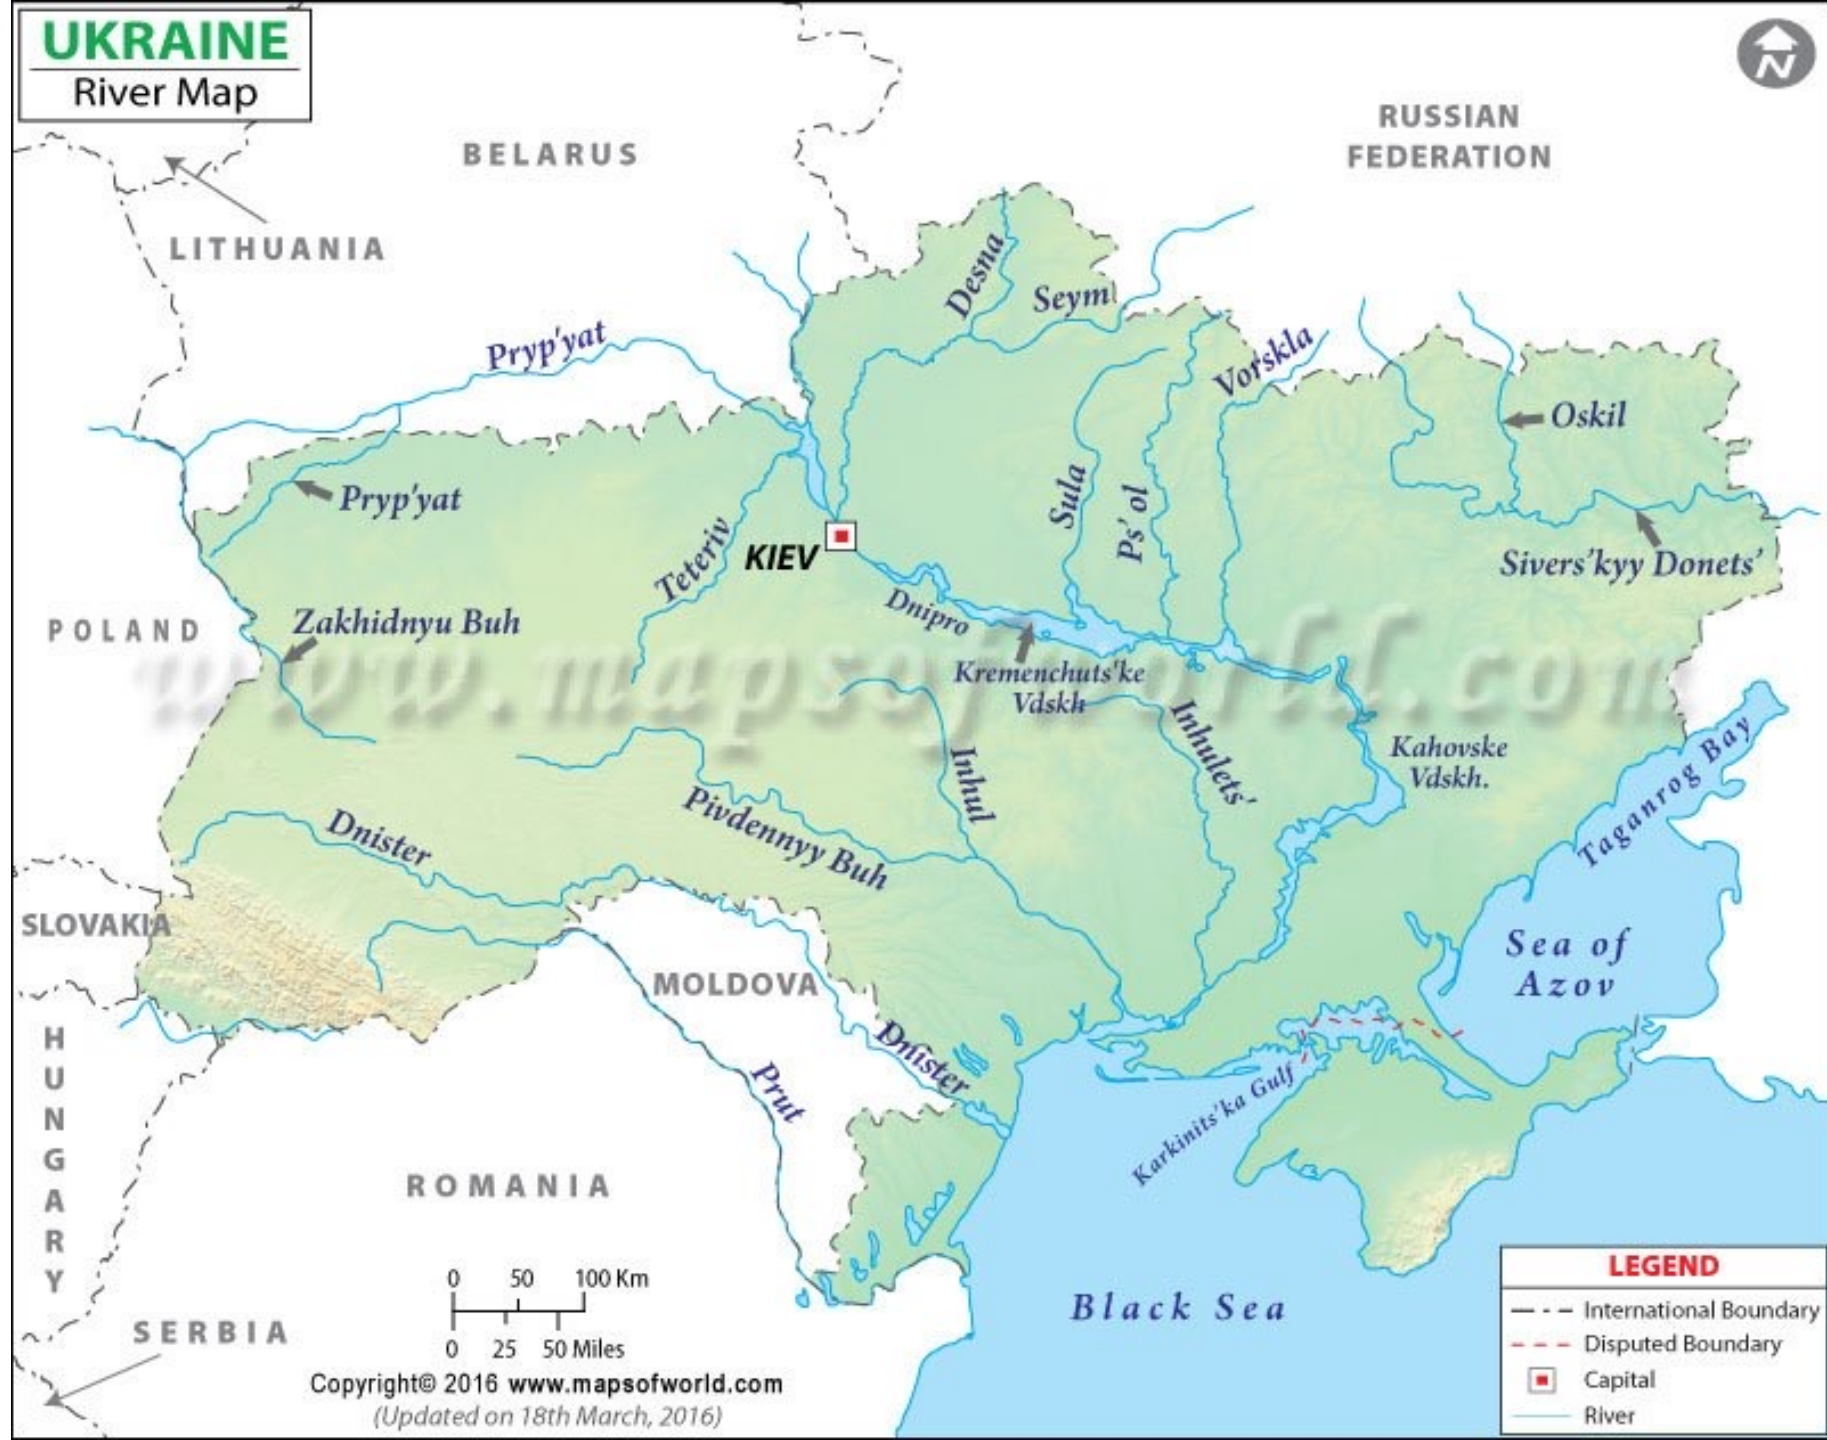 UKRAINE
River Map
N
BELARUS
RUSSIAN
FEDERATION
LITHUANIA
Desna
Seym
Pryp'yat
Vorskla
Oskil
Pryp'yat
Sula
Ps' ol
Teteriv
KIEV
Sivers'kyy Donets'
Zakhidnyu Buh
POLAND
Dnipro
www.mapsofworld.com
Kremenchuts'ke
Vdskh
Inhulets'
Kahovske
Vdskh.
Inhul
Taganrog Bay
Pivdennyy Buh
Dnister
SLOVAKIA
Sea of
Azov
MOLDOVA
HUNGARY
Dnister
Prut
Karkinits'ka Gulf
ROMANIA
Black Sea
0 50 100 Km
0 25 50 Miles
SERBIA
Copyright© 2016 www.mapsofworld.com
(Updated on 18th March, 2016)
LEGEND
International Boundary
Disputed Boundary
Capital
River